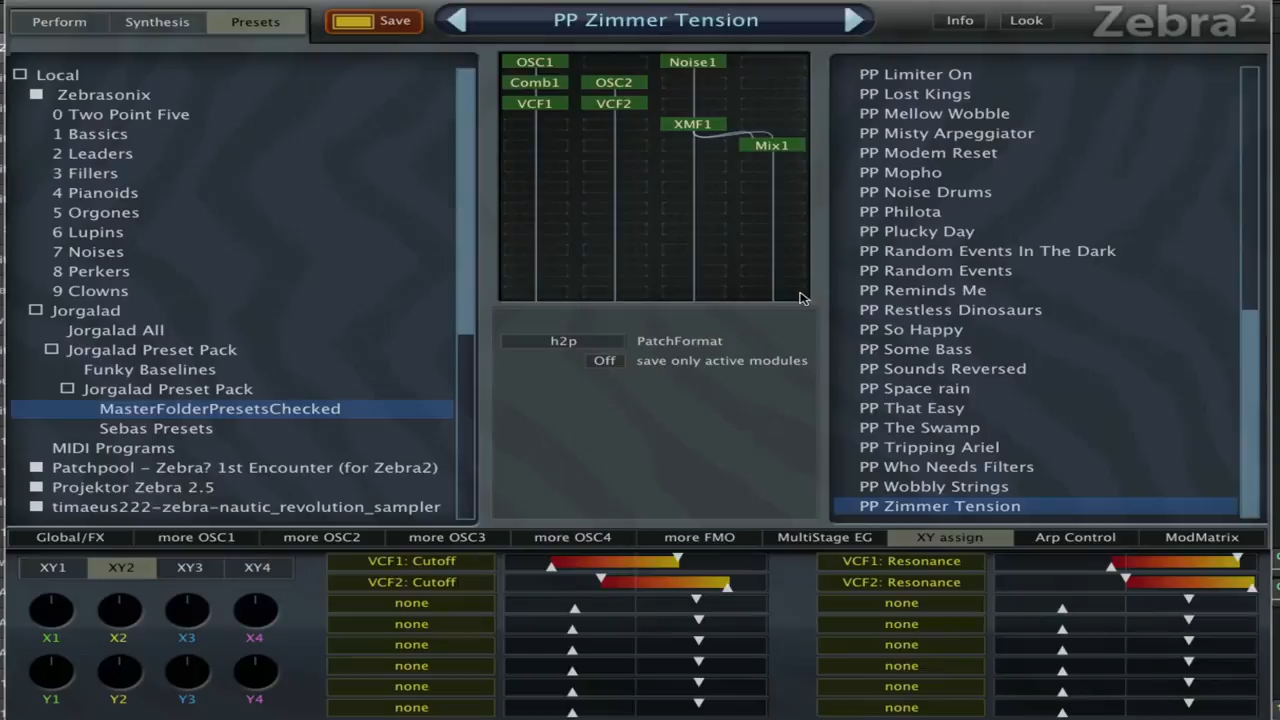 Perform Synthesis Presets Save PP Zimmer Tension Info Look Zebra²
Local
Zebrasonix
0 Two Point Five
1 Bassics
2 Leaders
3 Fillers
4 Pianoids
5 Orgones
6 Lupins
7 Noises
8 Perkers
9 Clowns
Jorgalad
Jorgalad All
Jorgalad Preset Pack
Funky Baselines
Jorgalad Preset Pack
MasterFolderPresetsChecked
Sebas Presets
MIDI Programs
Patchpool – Zebra? 1st Encounter (for Zebra2)
Projektor Zebra 2.5
timaeus222-zebra-nautic_revolution_sampler
OSC1 Noise1
Comb1 OSC2
VCF1 VCF2
XMF1
Mix1
h2p PatchFormat
Off save only active modules
PP Limiter On
PP Lost Kings
PP Mellow Wobble
PP Misty Arpeggiator
PP Modem Reset
PP Mopho
PP Noise Drums
PP Philota
PP Plucky Day
PP Random Events In The Dark
PP Random Events
PP Reminds Me
PP Restless Dinosaurs
PP So Happy
PP Some Bass
PP Sounds Reversed
PP Space rain
PP That Easy
PP The Swamp
PP Tripping Ariel
PP Who Needs Filters
PP Wobbly Strings
PP Zimmer Tension
Global/FX more OSC1 more OSC2 more OSC3 more OSC4 more FMO MultiStage EG XY assign Arp Control ModMatrix
XY1 XY2 XY3 XY4
X1 X2 X3 X4
Y1 Y2 Y3 Y4
VCF1: Cutoff
VCF2: Cutoff
none
none
none
none
none
none
VCF1: Resonance
VCF2: Resonance
none
none
none
none
none
none